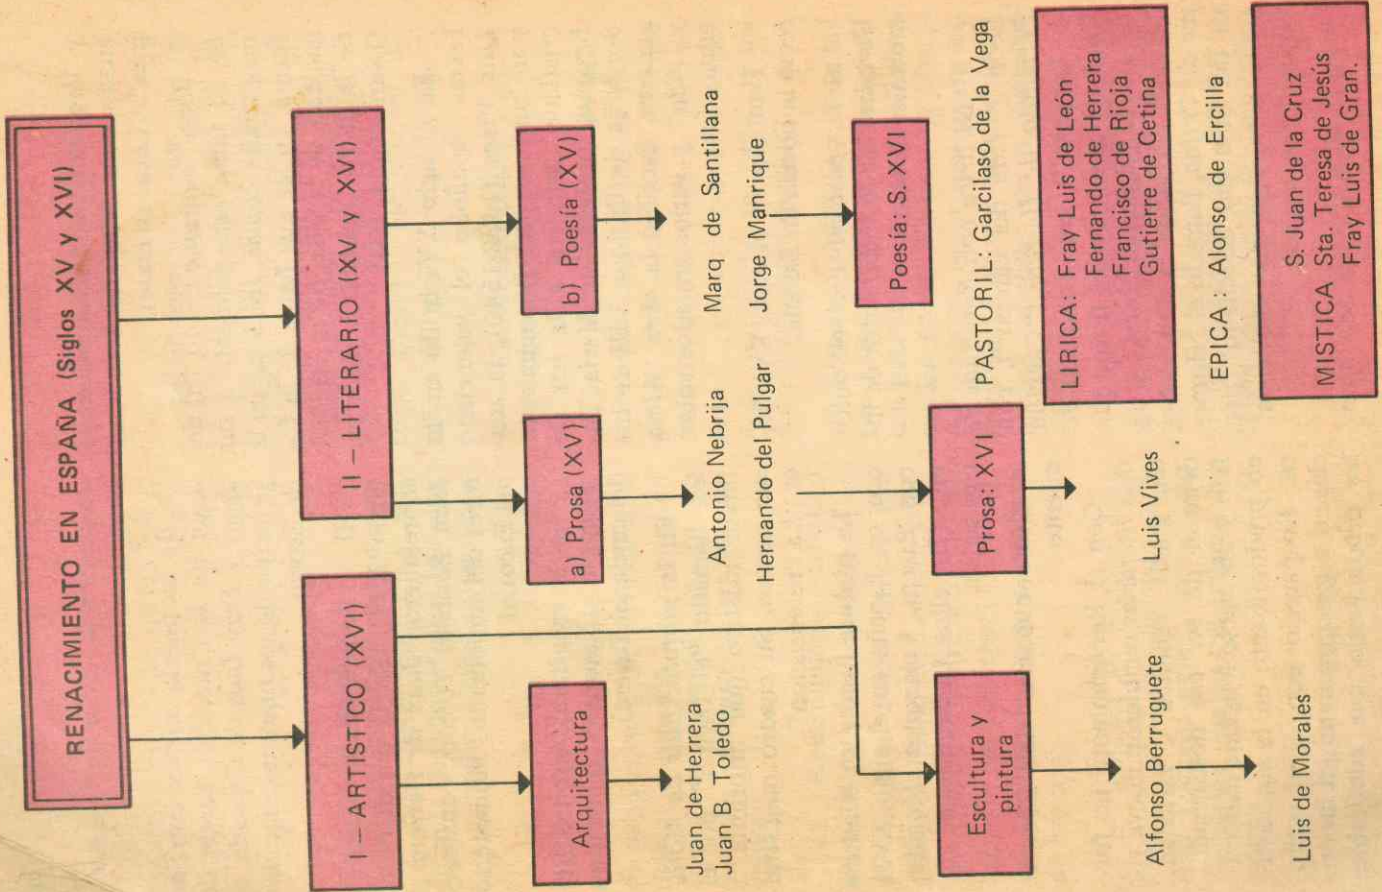 RENACIMIENTO EN ESPAÑA (Siglos XV y XVI)
I – ARTISTICO (XVI)
Arquitectura
Juan de Herrera
Juan B Toledo
Escultura y
pintura
Alfonso Berruguete
Luis de Morales
II – LITERARIO (XV y XVI)
a) Prosa (XV)
Antonio Nebrija
Hernando del Pulgar
Prosa: XVI
Luis Vives
b) Poesía (XV)
Marq de Santillana
Jorge Manrique
Poesía: S. XVI
PASTORIL: Garcilaso de la Vega
LIRICA: Fray Luis de León
Fernando de Herrera
Francisco de Rioja
Gutierre de Cetina
EPICA : Alonso de Ercilla
S. Juan de la Cruz
MISTICA Sta. Teresa de Jesús
Fray Luis de Gran.